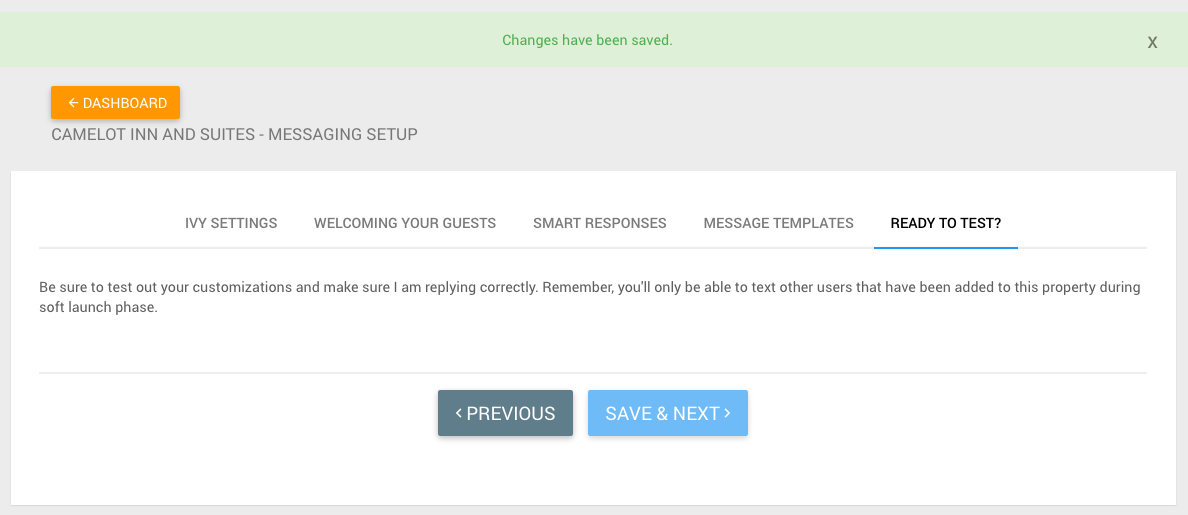 Changes have been saved.
X
← DASHBOARD
CAMELOT INN AND SUITES - MESSAGING SETUP
IVY SETTINGS
WELCOMING YOUR GUESTS
SMART RESPONSES
MESSAGE TEMPLATES
READY TO TEST?
Be sure to test out your customizations and make sure I am replying correctly. Remember, you'll only be able to text other users that have been added to this property during
soft launch phase.
‹ PREVIOUS
SAVE & NEXT ›